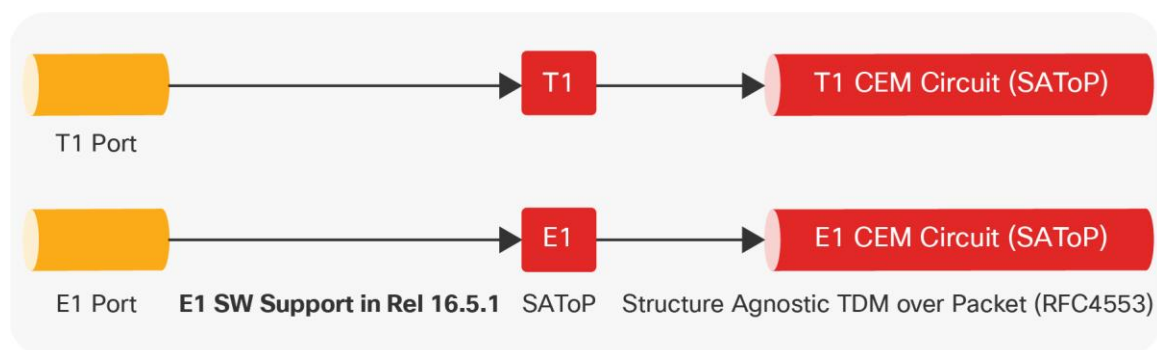 T1 T1 CEM Circuit (SAToP)
T1 Port
E1 E1 CEM Circuit (SAToP)
E1 Port E1 SW Support in Rel 16.5.1 SAToP Structure Agnostic TDM over Packet (RFC4553)